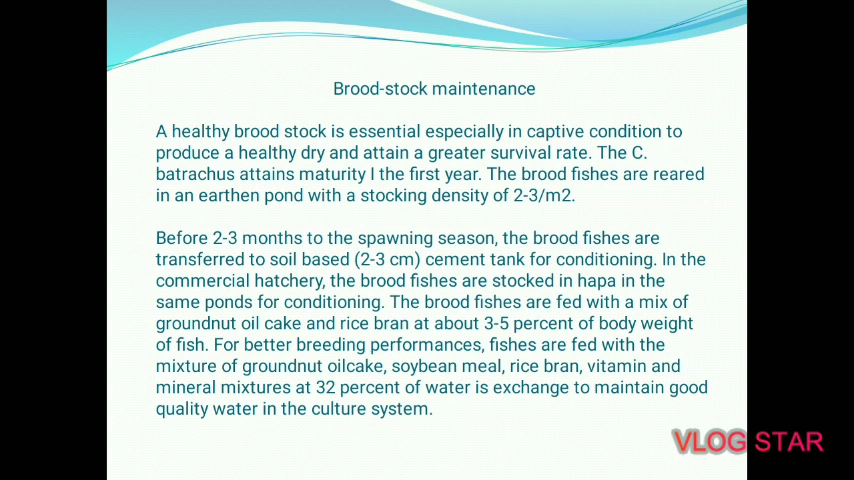 Brood-stock maintenance
A healthy brood stock is essential especially in captive condition to
produce a healthy dry and attain a greater survival rate. The C.
batrachus attains maturity I the first year. The brood fishes are reared
in an earthen pond with a stocking density of 2-3/m2.
Before 2-3 months to the spawning season, the brood fishes are
transferred to soil based (2-3 cm) cement tank for conditioning. In the
commercial hatchery, the brood fishes are stocked in hapa in the
same ponds for conditioning. The brood fishes are fed with a mix of
groundnut oil cake and rice bran at about 3-5 percent of body weight
of fish. For better breeding performances, fishes are fed with the
mixture of groundnut oilcake, soybean meal, rice bran, vitamin and
mineral mixtures at 32 percent of water is exchange to maintain good
quality water in the culture system.
VLOG STAR